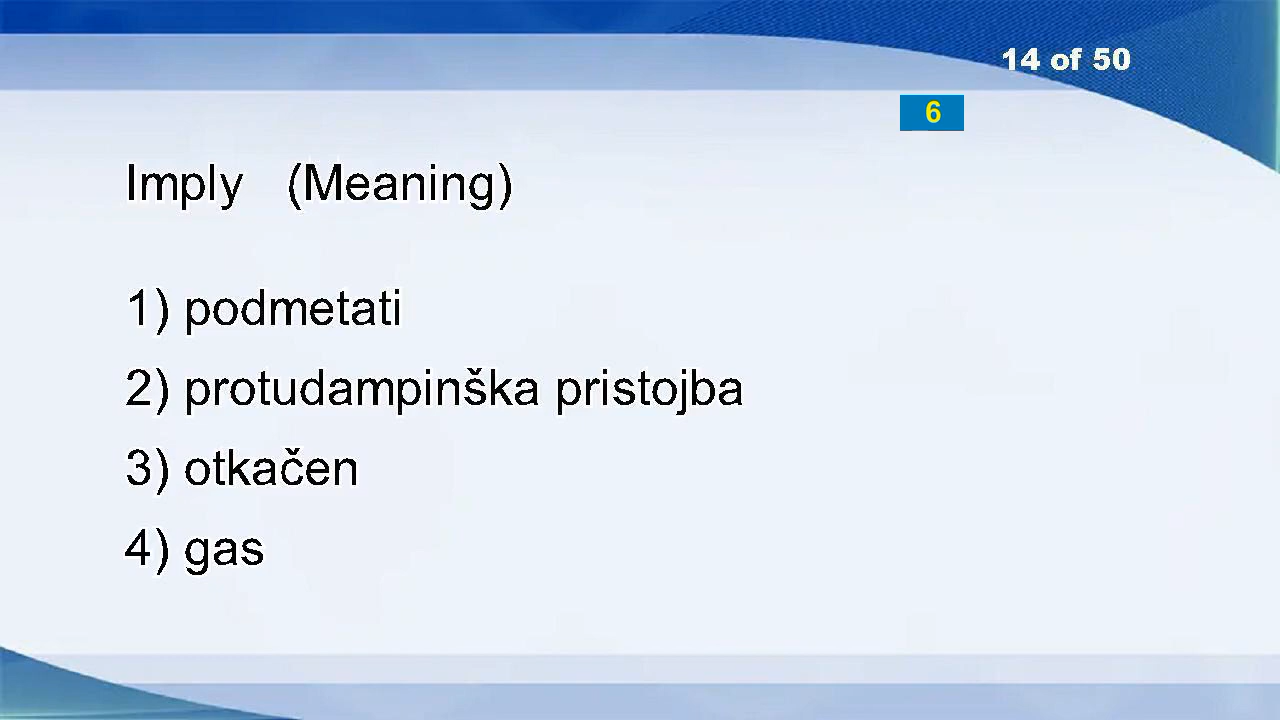 14 of 50
6
Imply (Meaning)
1) podmetati
2) protudampinška pristojba
3) otkačen
4) gas